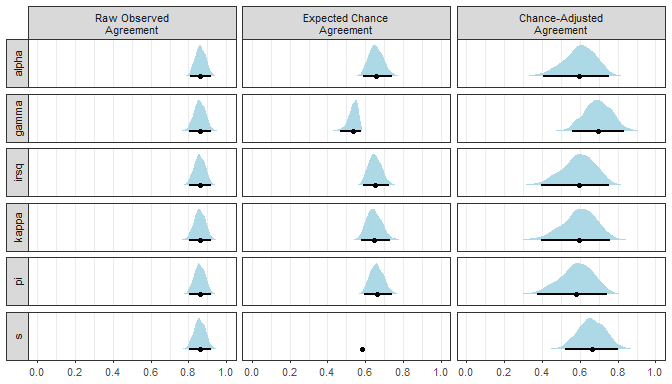 Raw Observed
Agreement
Expected Chance
Agreement
Chance-Adjusted
Agreement
alpha
gamma
irsq
kappa
pi
s
0.0 0.2 0.4 0.6 0.8 1.0 0.0 0.2 0.4 0.6 0.8 1.0 0.0 0.2 0.4 0.6 0.8 1.0